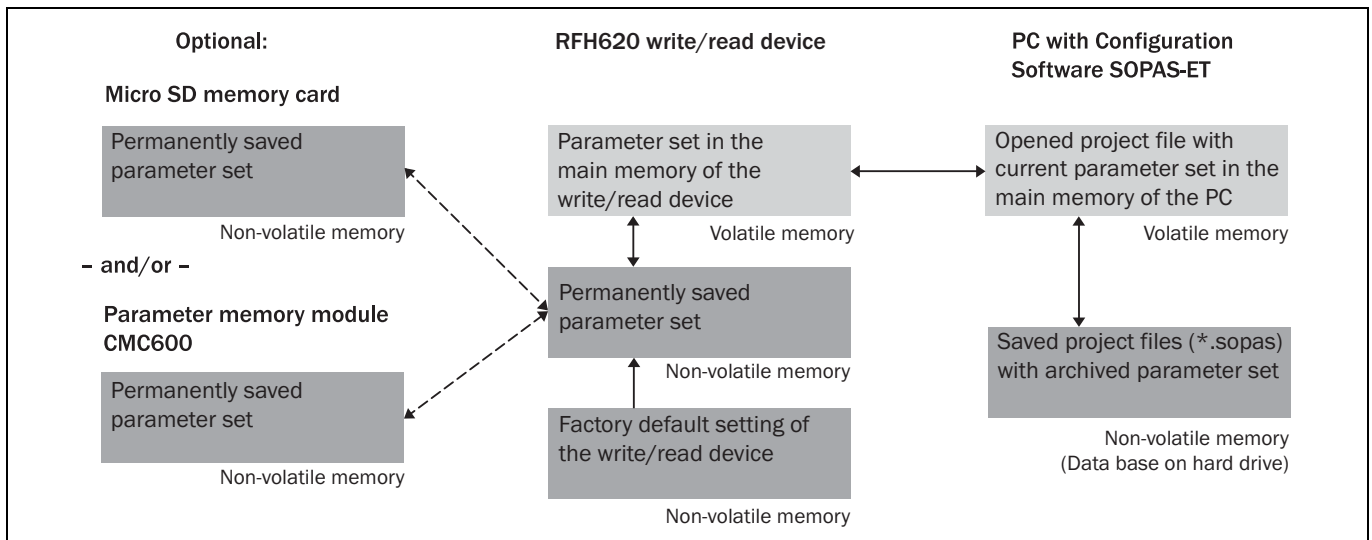 Optional:
Micro SD memory card
Permanently saved
parameter set
Non-volatile memory
– and/or –
Parameter memory module
CMC600
Permanently saved
parameter set
Non-volatile memory
RFH620 write/read device
Parameter set in the
main memory of the
write/read device
Volatile memory
Permanently saved
parameter set
Non-volatile memory
Factory default setting of
the write/read device
Non-volatile memory
PC with Configuration
Software SOPAS-ET
Opened project file with
current parameter set in the
main memory of the PC
Volatile memory
Saved project files (*.sopas)
with archived parameter set
Non-volatile memory
(Data base on hard drive)